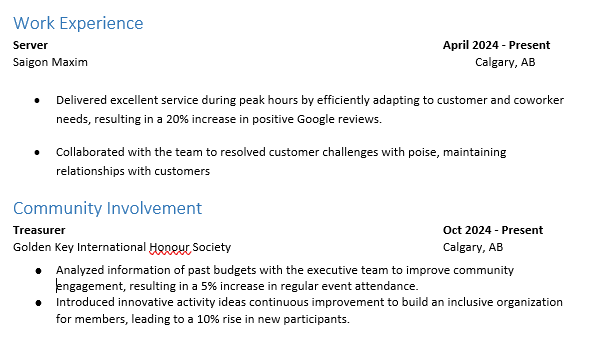 Work Experience
Server April 2024 - Present
Saigon Maxim Calgary, AB
• Delivered excellent service during peak hours by efficiently adapting to customer and coworker
needs, resulting in a 20% increase in positive Google reviews.
• Collaborated with the team to resolved customer challenges with poise, maintaining
relationships with customers
Community Involvement
Treasurer Oct 2024 - Present
Golden Key International Honour Society Calgary, AB
• Analyzed information of past budgets with the executive team to improve community
engagement, resulting in a 5% increase in regular event attendance.
• Introduced innovative activity ideas continuous improvement to build an inclusive organization
for members, leading to a 10% rise in new participants.